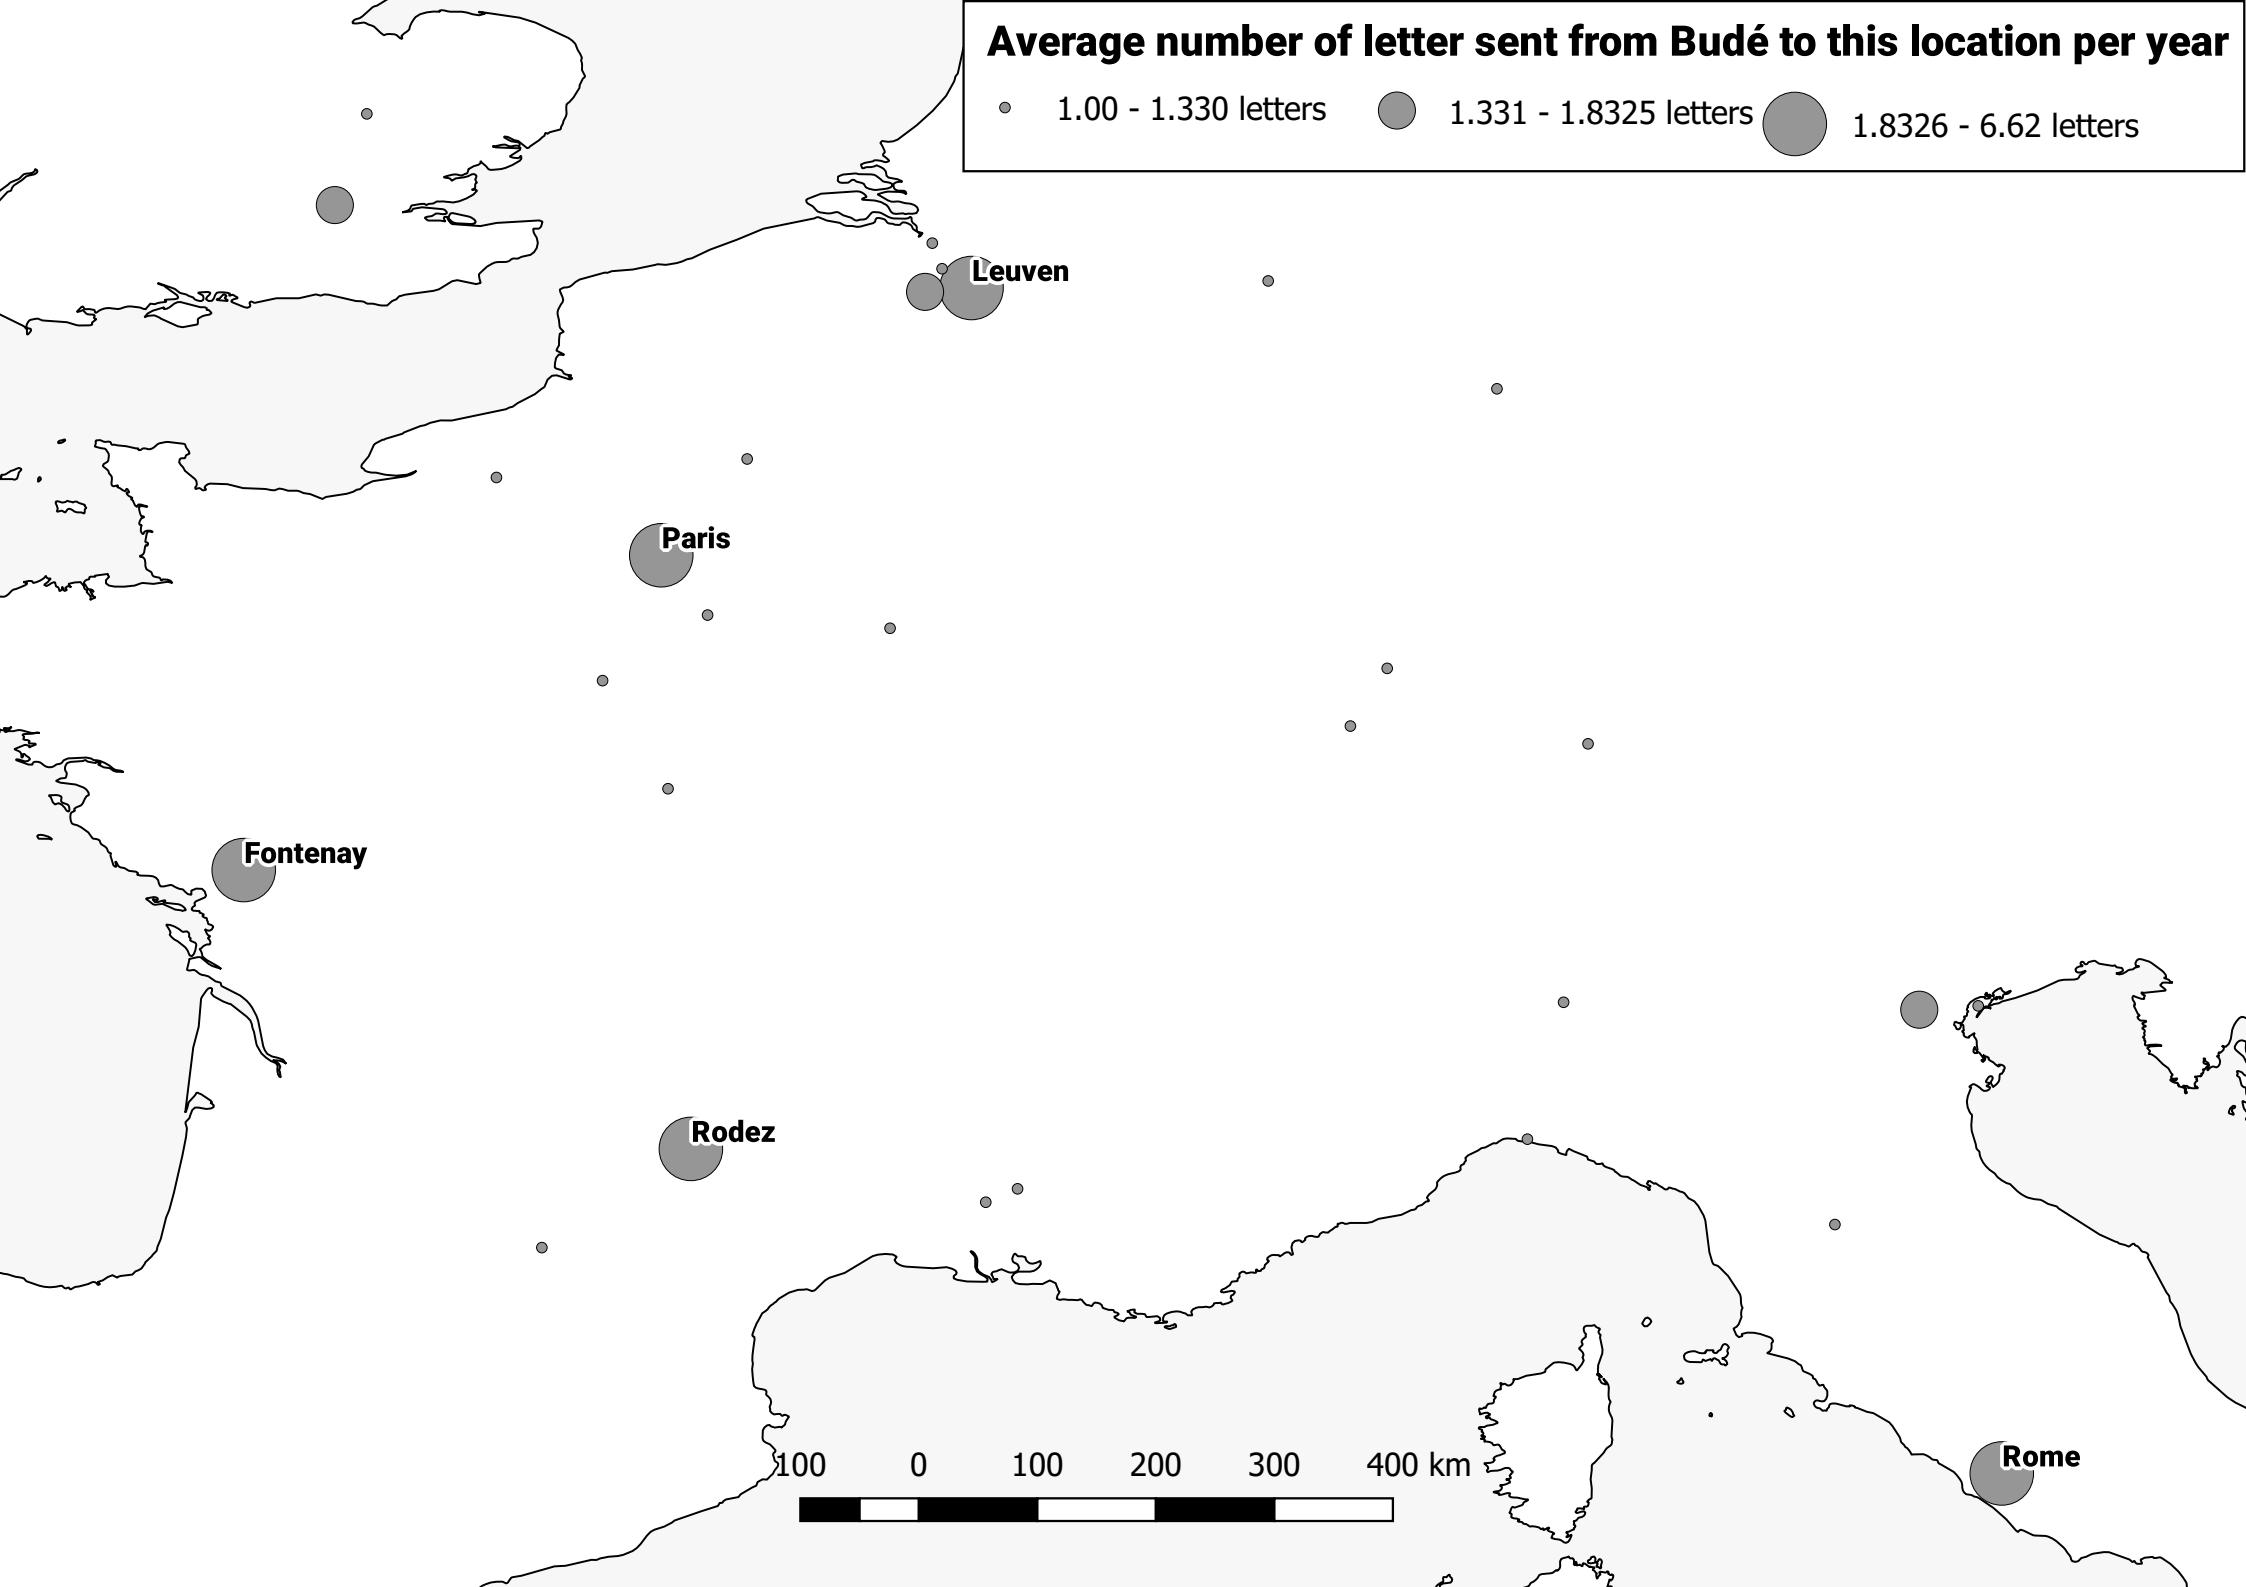 Average number of letter sent from Budé to this location per year
1.00 - 1.330 letters
1.331 - 1.8325 letters
1.8326 - 6.62 letters
Leuven
Paris
Fontenay
Rodez
Rome
100 0 100 200 300 400 km